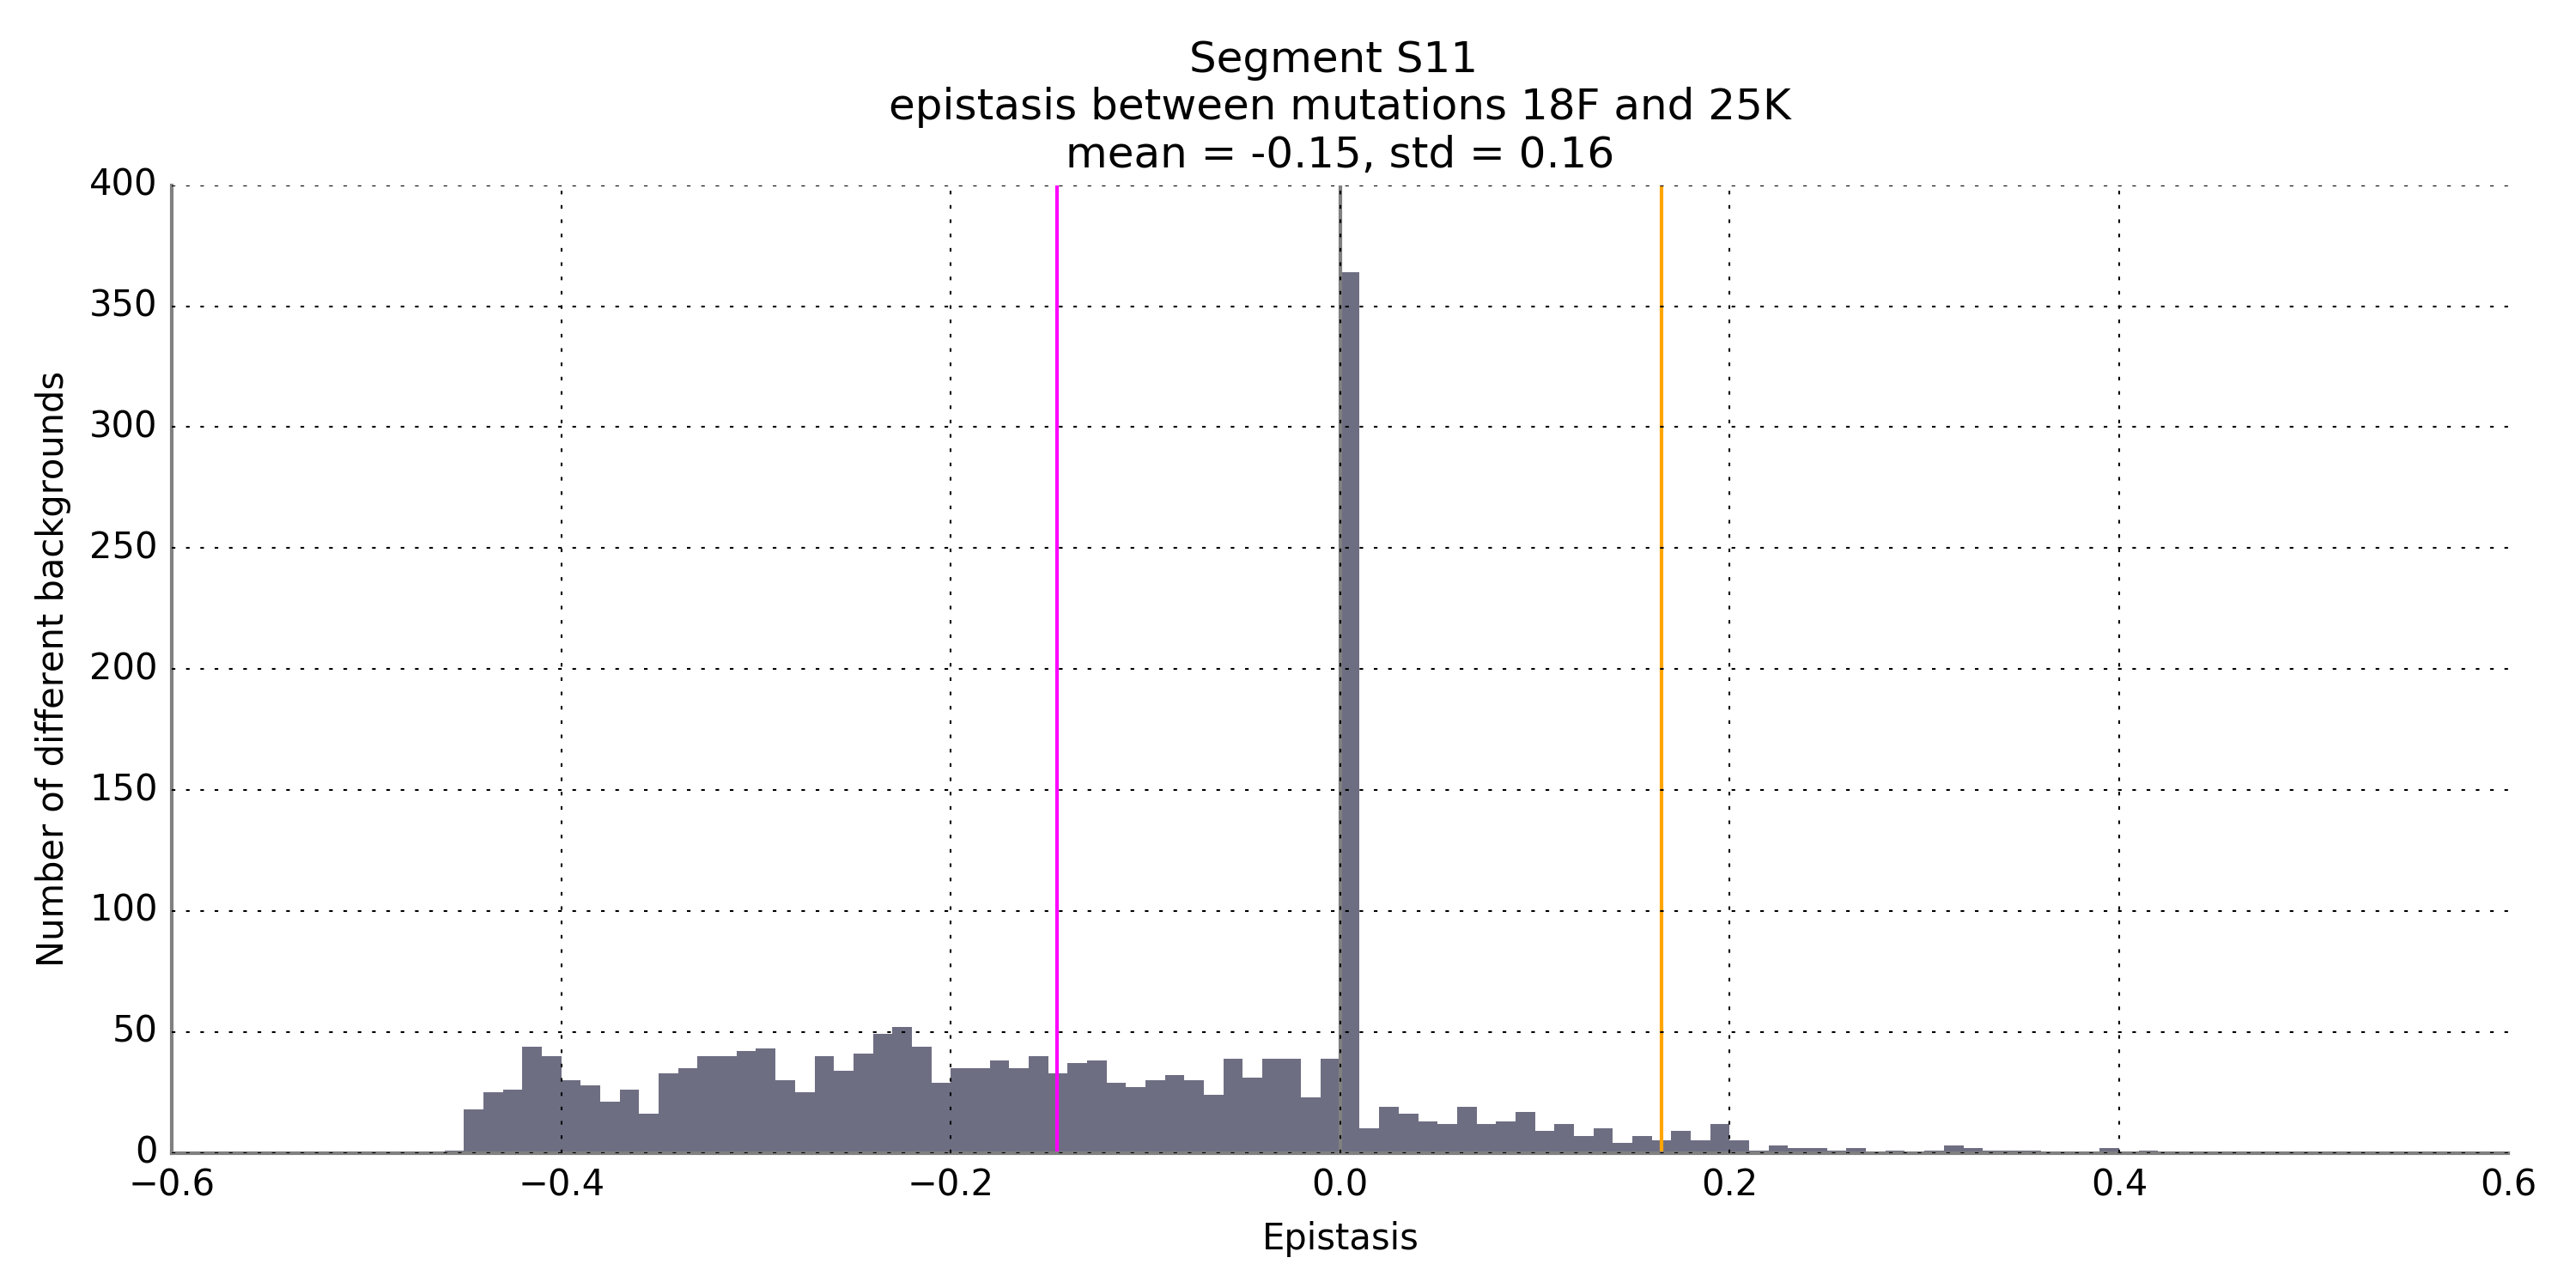 Segment S11
epistasis between mutations 18F and 25K
mean = -0.15, std = 0.16
400
350
300
250
200
150
100
50
0
Number of different backgrounds
−0.6 −0.4 −0.2 0.0 0.2 0.4 0.6
Epistasis